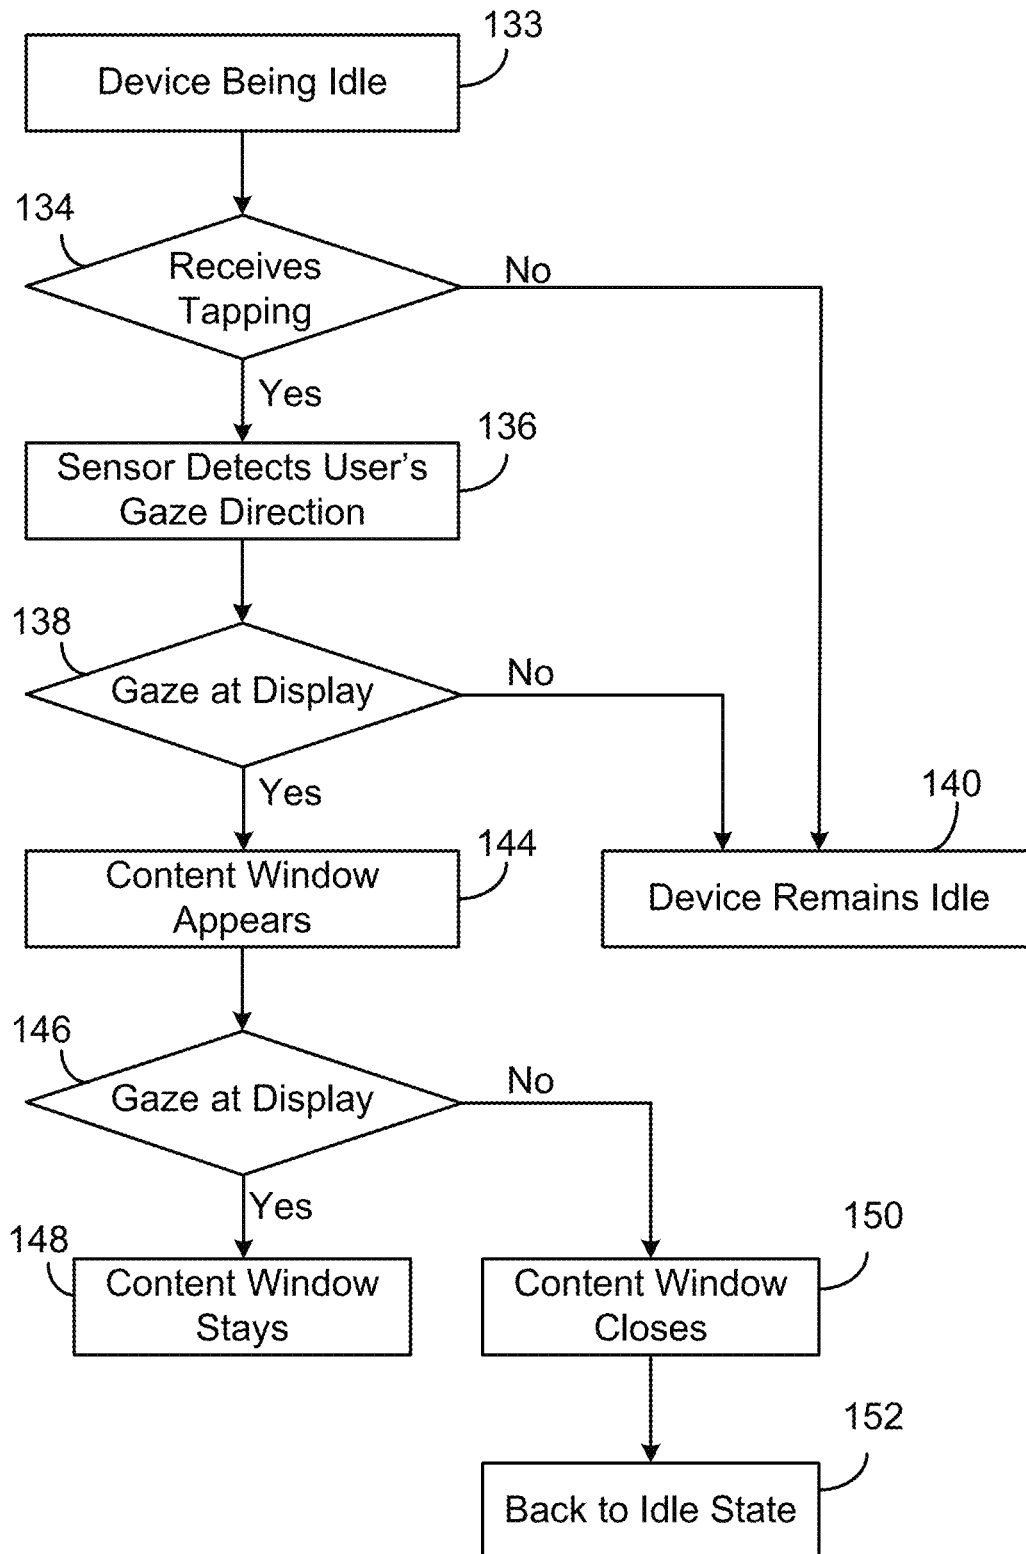 133
Device Being Idle
134
Receives
Tapping
No
Yes
136
Sensor Detects User’s
Gaze Direction
138
Gaze at Display
No
Yes
140
144
Content Window
Appears
Device Remains Idle
146
Gaze at Display
No
Yes
148
Content Window
Stays
150
Content Window
Closes
152
Back to Idle State